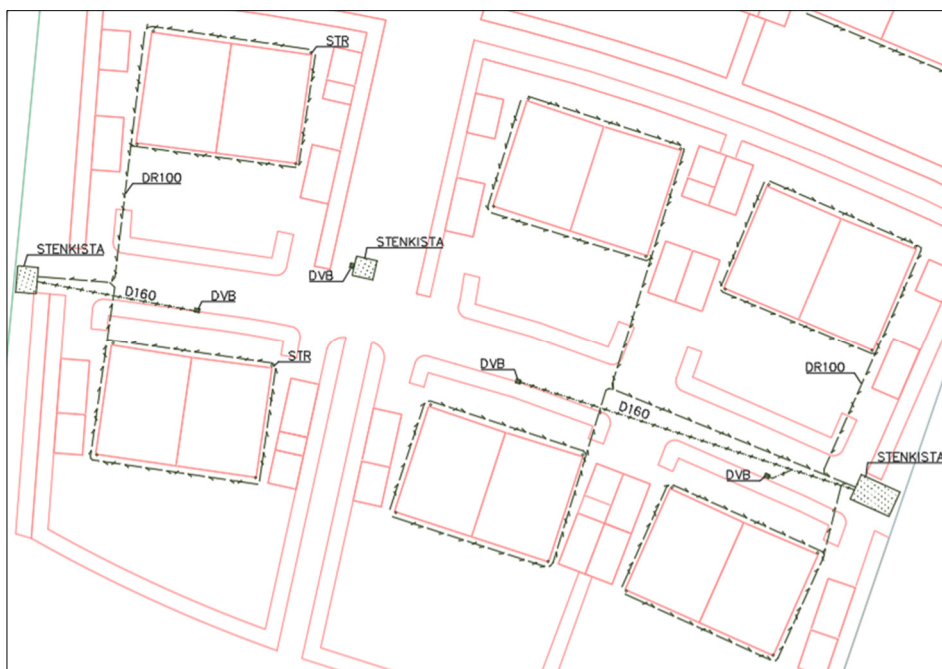 STR
DR100
STENKISTA
STENKISTA
DVB
D160
DVB
STR
DVB
DR100
D160
DVB
STENKISTA